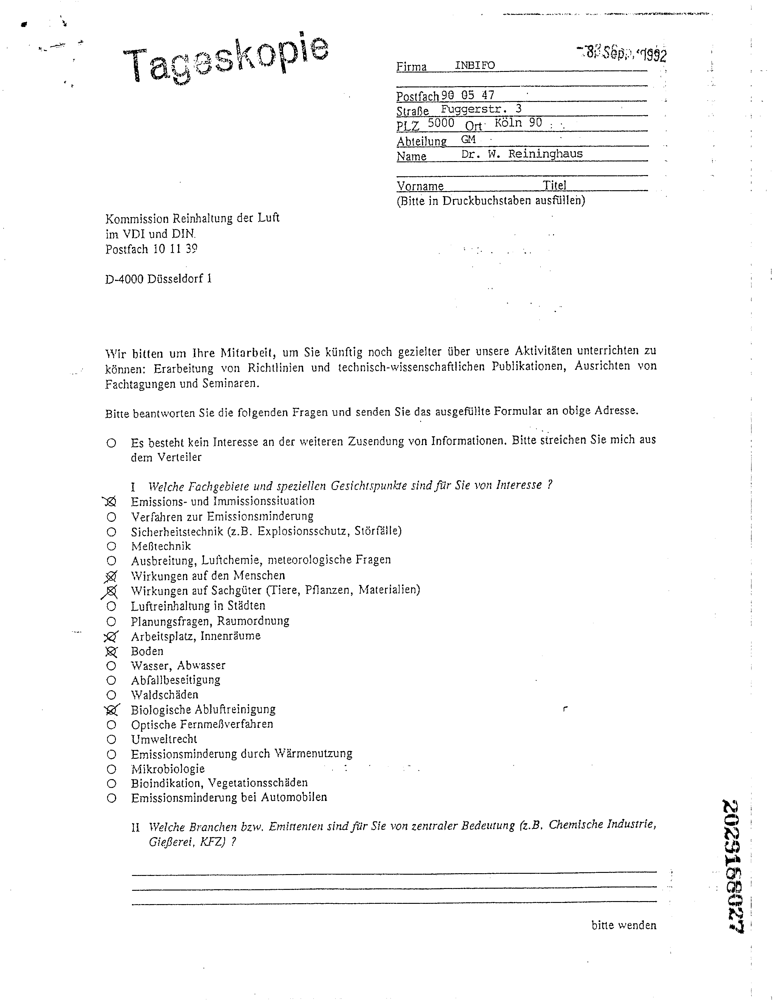 Tageskopie
-8. Sep. 1992
Firma INBIFO
Postfach 90 05 47
Straße Fuggerstr. 3
PLZ 5000 Ort Köln 90
Abteilung GM
Name Dr. W. Reininghaus
Vorname Titel
(Bitte in Druckbuchstaben ausfüllen)
Kommission Reinhaltung der Luft
im VDI und DIN
Postfach 10 11 39
D-4000 Düsseldorf 1
Wir bitten um Ihre Mitarbeit, um Sie künftig noch gezielter über unsere Aktivitäten unterrichten zu
können: Erarbeitung von Richtlinien und technisch-wissenschaftlichen Publikationen, Ausrichten von
Fachtagungen und Seminaren.
Bitte beantworten Sie die folgenden Fragen und senden Sie das ausgefüllte Formular an obige Adresse.
Es besteht kein Interesse an der weiteren Zusendung von Informationen. Bitte streichen Sie mich aus
dem Verteiler
I Welche Fachgebiete und speziellen Gesichtspunkte sind für Sie von Interesse ?
Emissions- und Immissionssituation
Verfahren zur Emissionsminderung
Sicherheitstechnik (z.B. Explosionsschutz, Störfälle)
Meßtechnik
Ausbreitung, Luftchemie, meteorologische Fragen
Wirkungen auf den Menschen
Wirkungen auf Sachgüter (Tiere, Pflanzen, Materialien)
Luftreinhaltung in Städten
Planungsfragen, Raumordnung
Arbeitsplatz, Innenräume
Boden
Wasser, Abwasser
Abfallbeseitigung
Waldschäden
Biologische Abluftreinigung
Optische Fernmeßverfahren
Umweltrecht
Emissionsminderung durch Wärmenutzung
Mikrobiologie
Bioindikation, Vegetationsschäden
Emissionsminderung bei Automobilen
II Welche Branchen bzw. Emittenten sind für Sie von zentraler Bedeutung (z.B. Chemische Industrie,
Gießerei, KFZ) ?
bitte wenden
2029168027